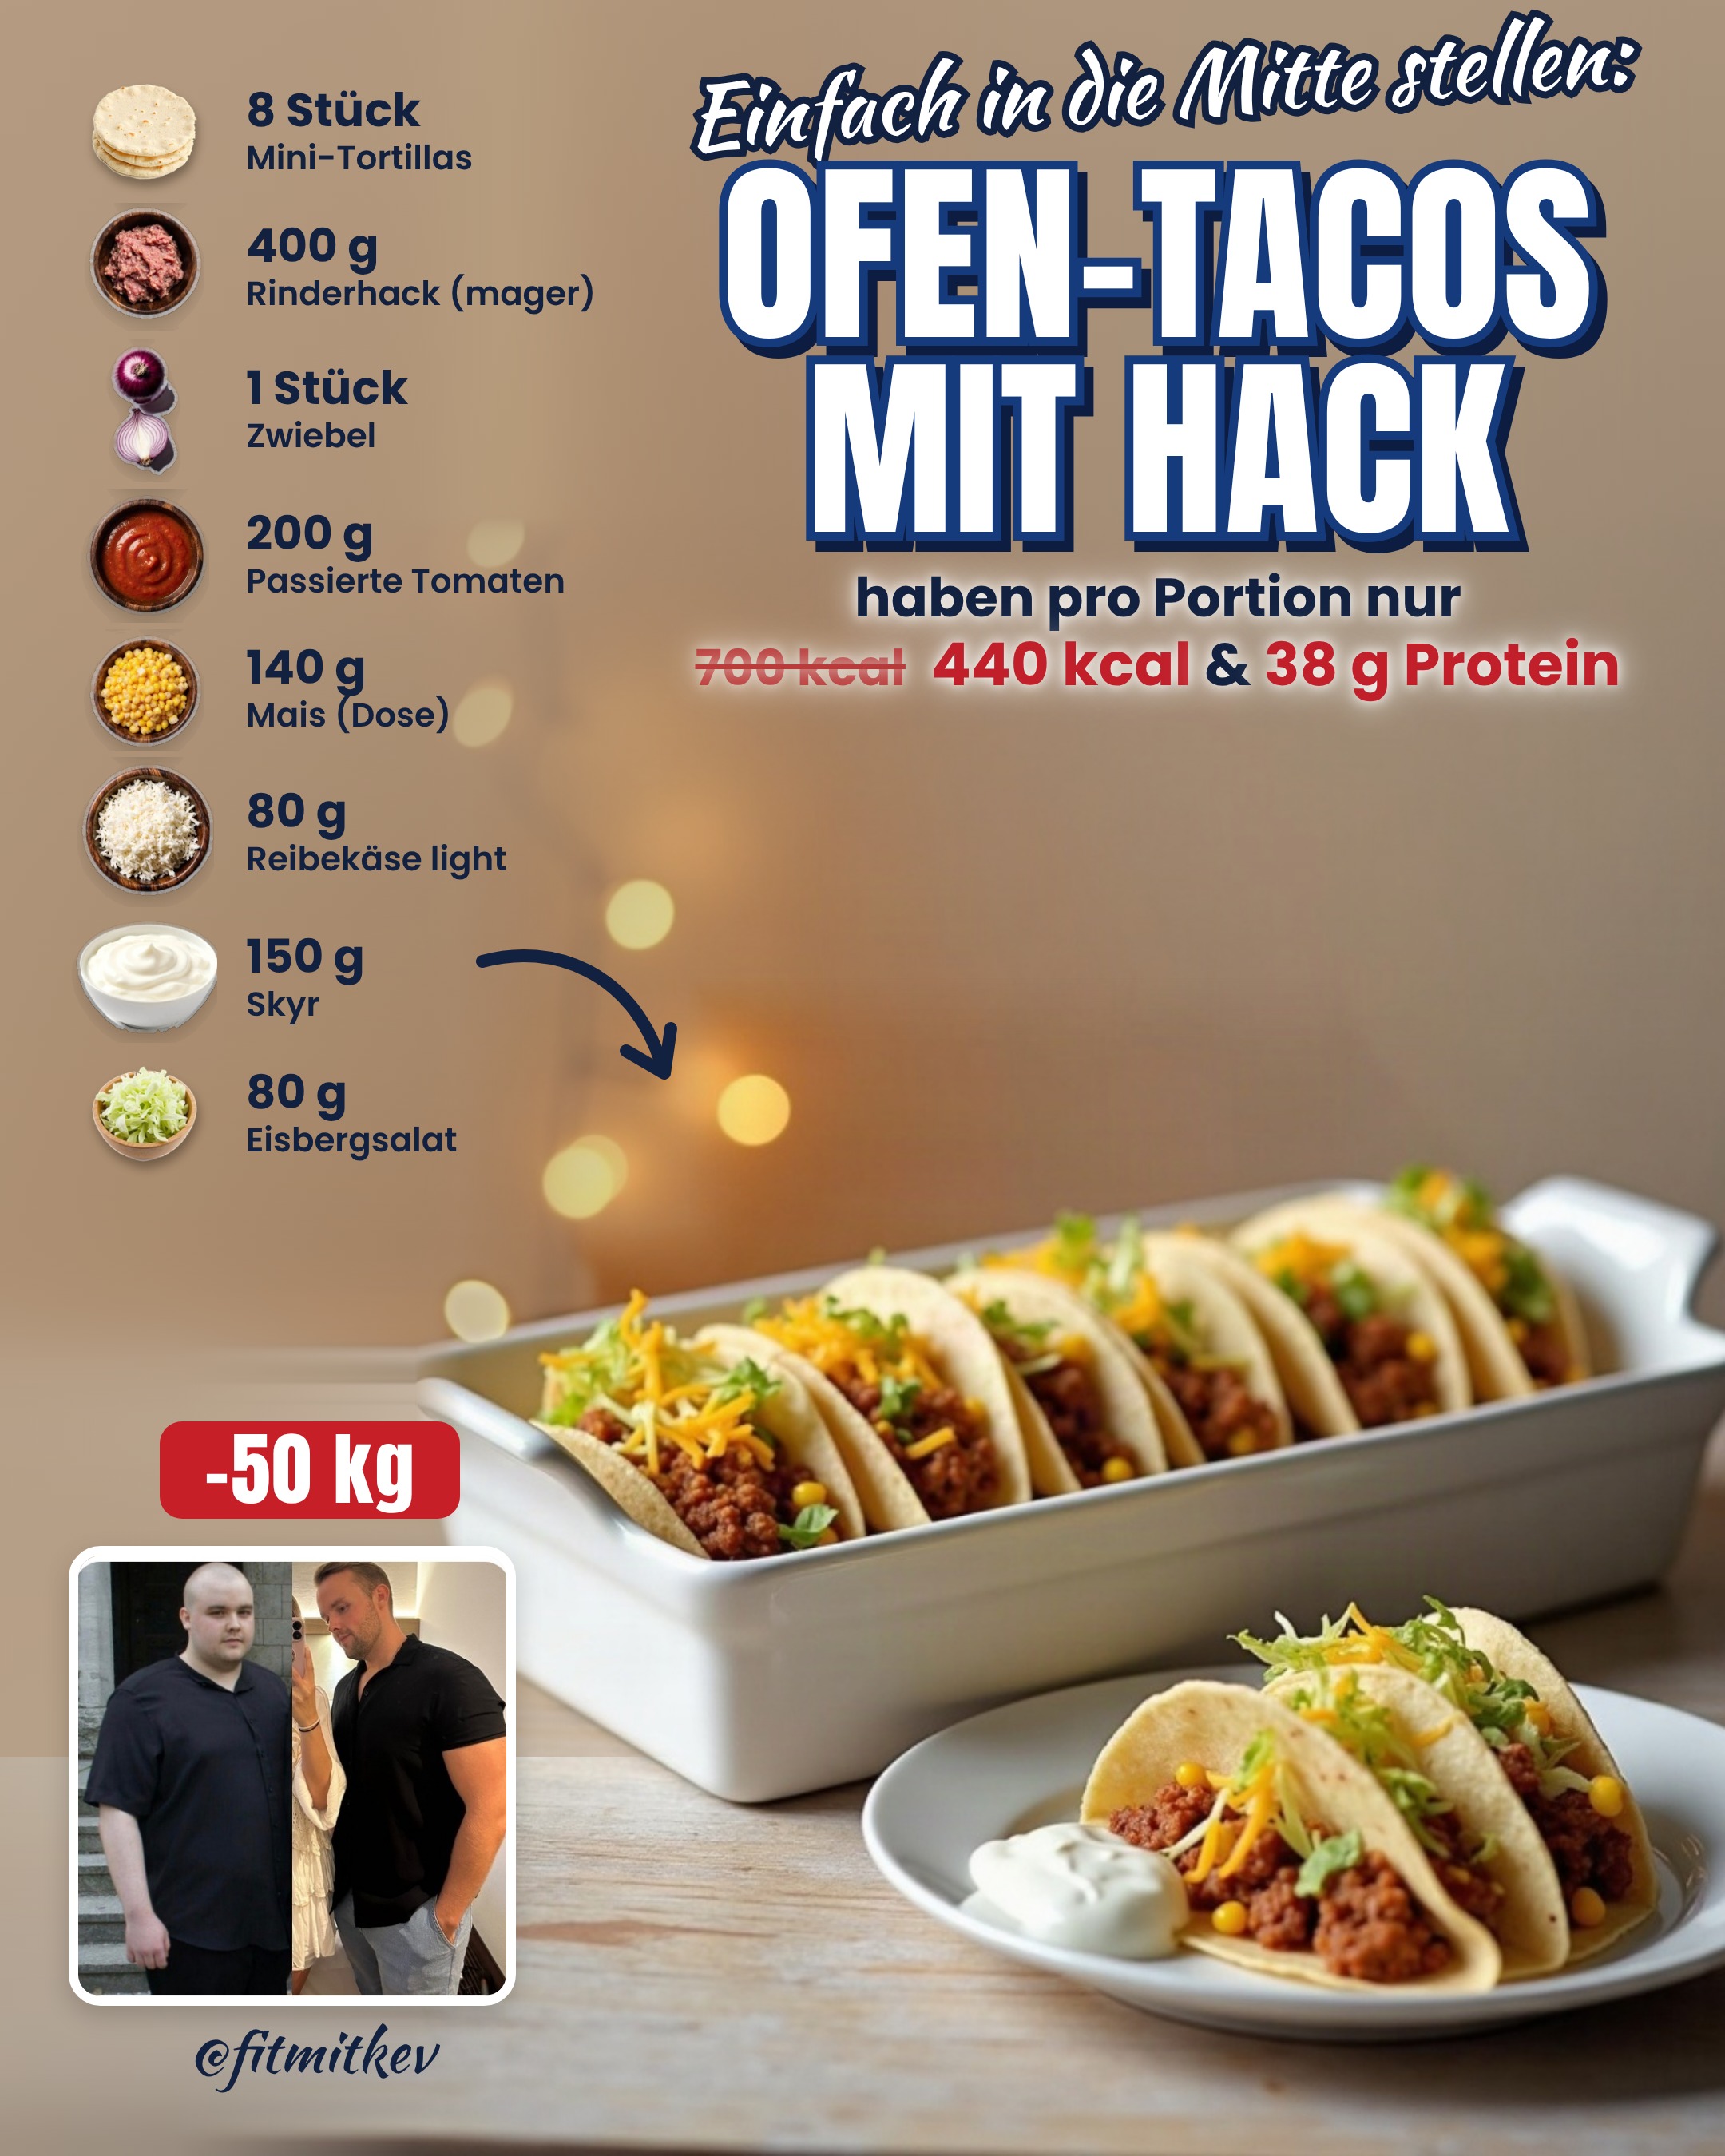 Einfach in die Mitte stellen:
OFEN-TACOS
MIT HACK
haben pro Portion nur
700 kcal 440 kcal & 38 g Protein
8 Stück
Mini-Tortillas
400 g
Rinderhack (mager)
1 Stück
Zwiebel
200 g
Passierte Tomaten
140 g
Mais (Dose)
80 g
Reibekäse light
150 g
Skyr
80 g
Eisbergsalat
-50 kg
@fitmitkev